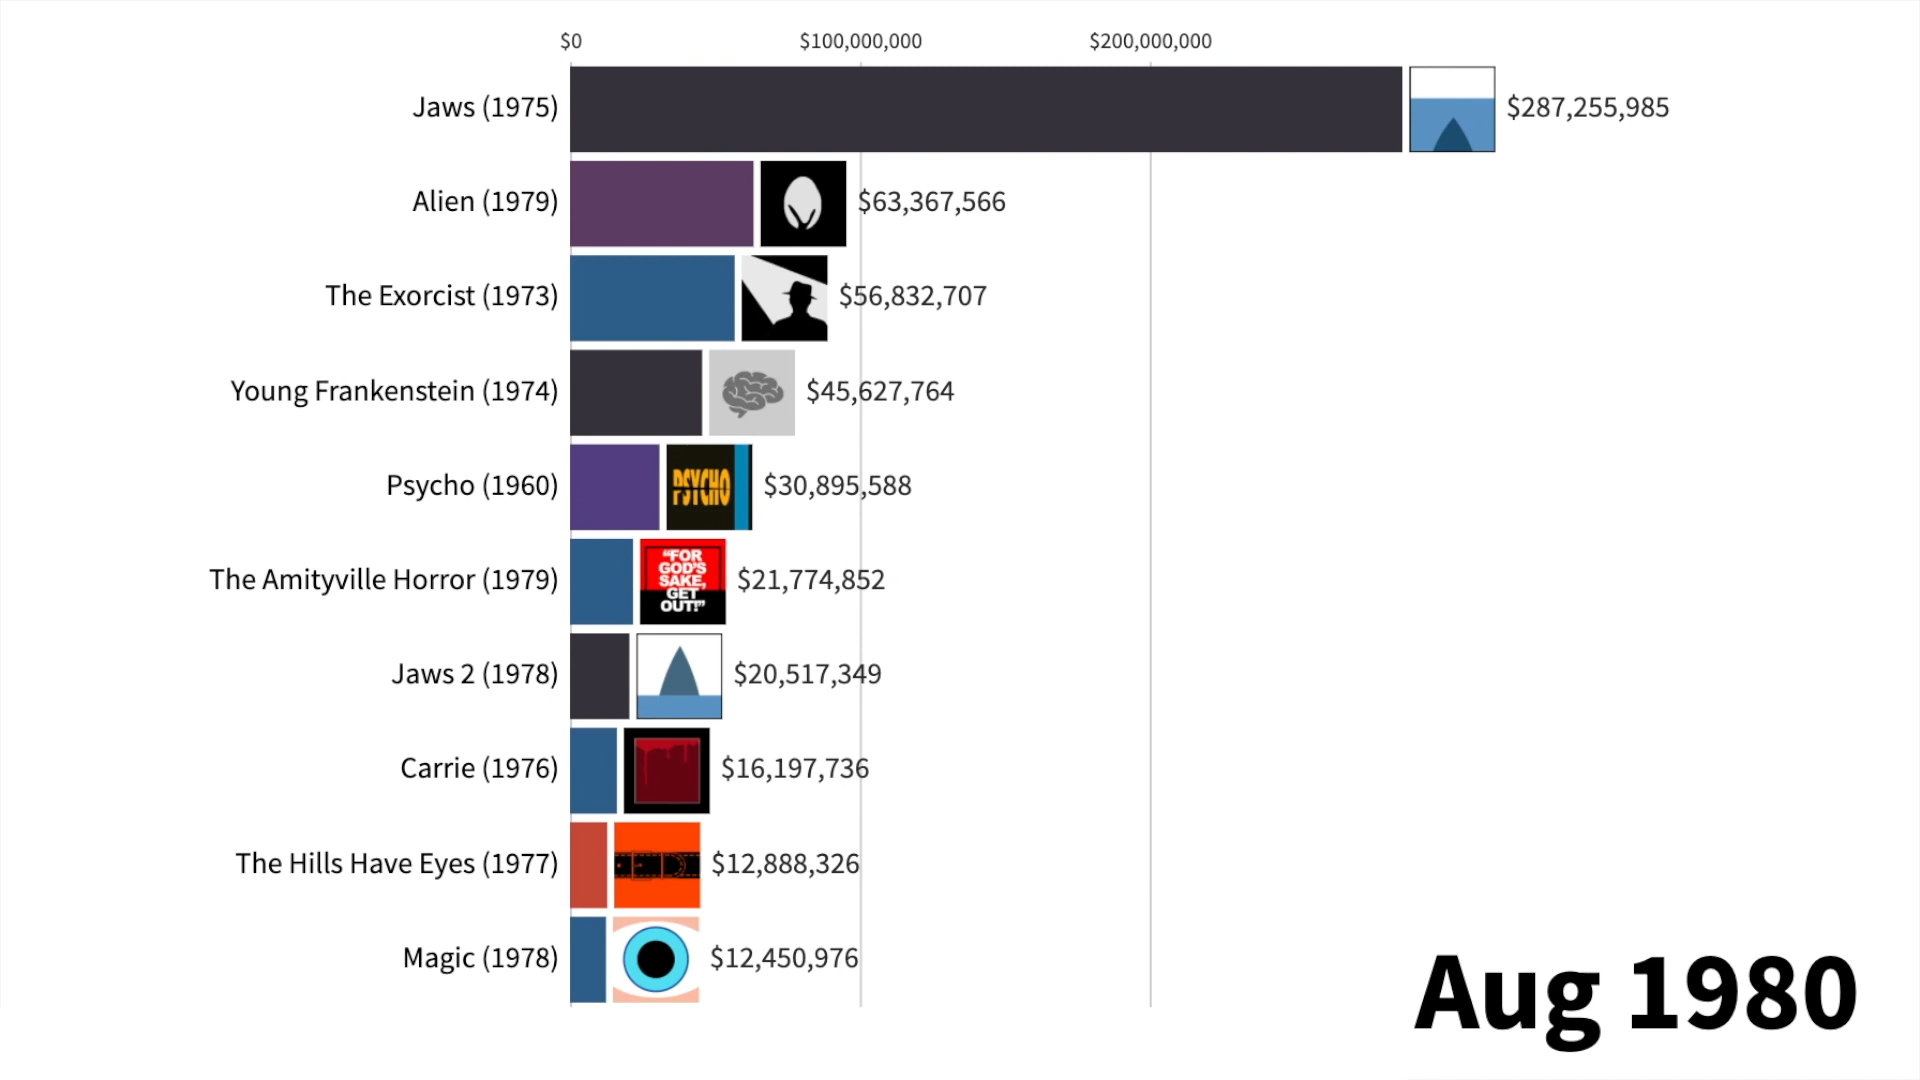 $0 $100,000,000 $200,000,000
Jaws (1975) $287,255,985
Alien (1979) $63,367,566
The Exorcist (1973) $56,832,707
Young Frankenstein (1974) $45,627,764
Psycho (1960) PSYCHO $30,895,588
The Amityville Horror (1979) $21,774,852
“FOR
GOD'S
SAKE,
GET
OUT!”
Jaws 2 (1978) $20,517,349
Carrie (1976) $16,197,736
The Hills Have Eyes (1977) $12,888,326
Magic (1978) $12,450,976
Aug 1980